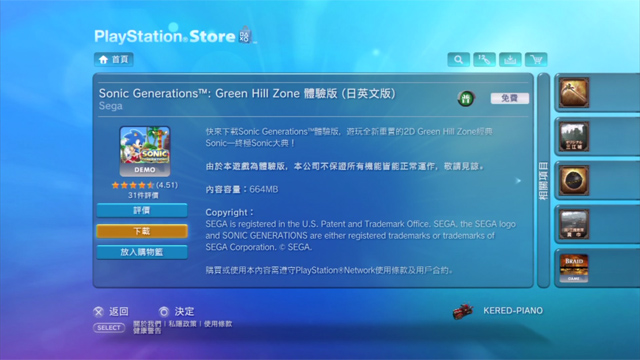 PlayStation®Store
首頁
Sonic Generations™: Green Hill Zone 體驗版 (日英文版)
Sega
免費
快來下載Sonic Generations™體驗版，遊玩全新重置的2D Green Hill Zone經典
Sonic—終極Sonic大典！
SONIC
DEMO
由於本遊戲為體驗版，本公司不保證所有機能皆能正常運作，敬請見諒。
(4.51)
31件評價
內容容量：664MB
評價
下載
放入購物籃
Copyright：
SEGA is registered in the U.S. Patent and Trademark Office. SEGA, the SEGA logo
and SONIC GENERATIONS are either registered trademarks or trademarks of
SEGA Corporation. © SEGA.
購買或使用本內容需遵守PlayStation®Network使用條款及用戶合約。
相關項目
BRAID
返回
決定
KERED-PIANO
SELECT
關於我們 | 私隱政策 | 使用條款
健康警告